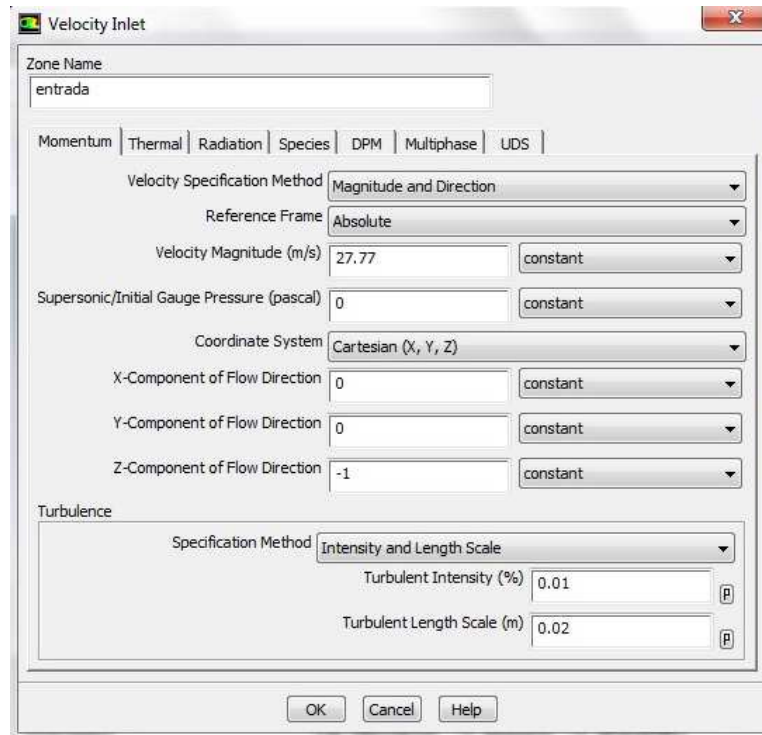 Velocity Inlet
Zone Name
entrada
Momentum Thermal Radiation Species DPM Multiphase UDS
Velocity Specification Method Magnitude and Direction
Reference Frame Absolute
Velocity Magnitude (m/s) 27.77 constant
Supersonic/Initial Gauge Pressure (pascal) 0 constant
Coordinate System Cartesian (X, Y, Z)
X-Component of Flow Direction 0 constant
Y-Component of Flow Direction 0 constant
Z-Component of Flow Direction -1 constant
Turbulence
Specification Method Intensity and Length Scale
Turbulent Intensity (%) 0.01 P
Turbulent Length Scale (m) 0.02 P
OK Cancel Help